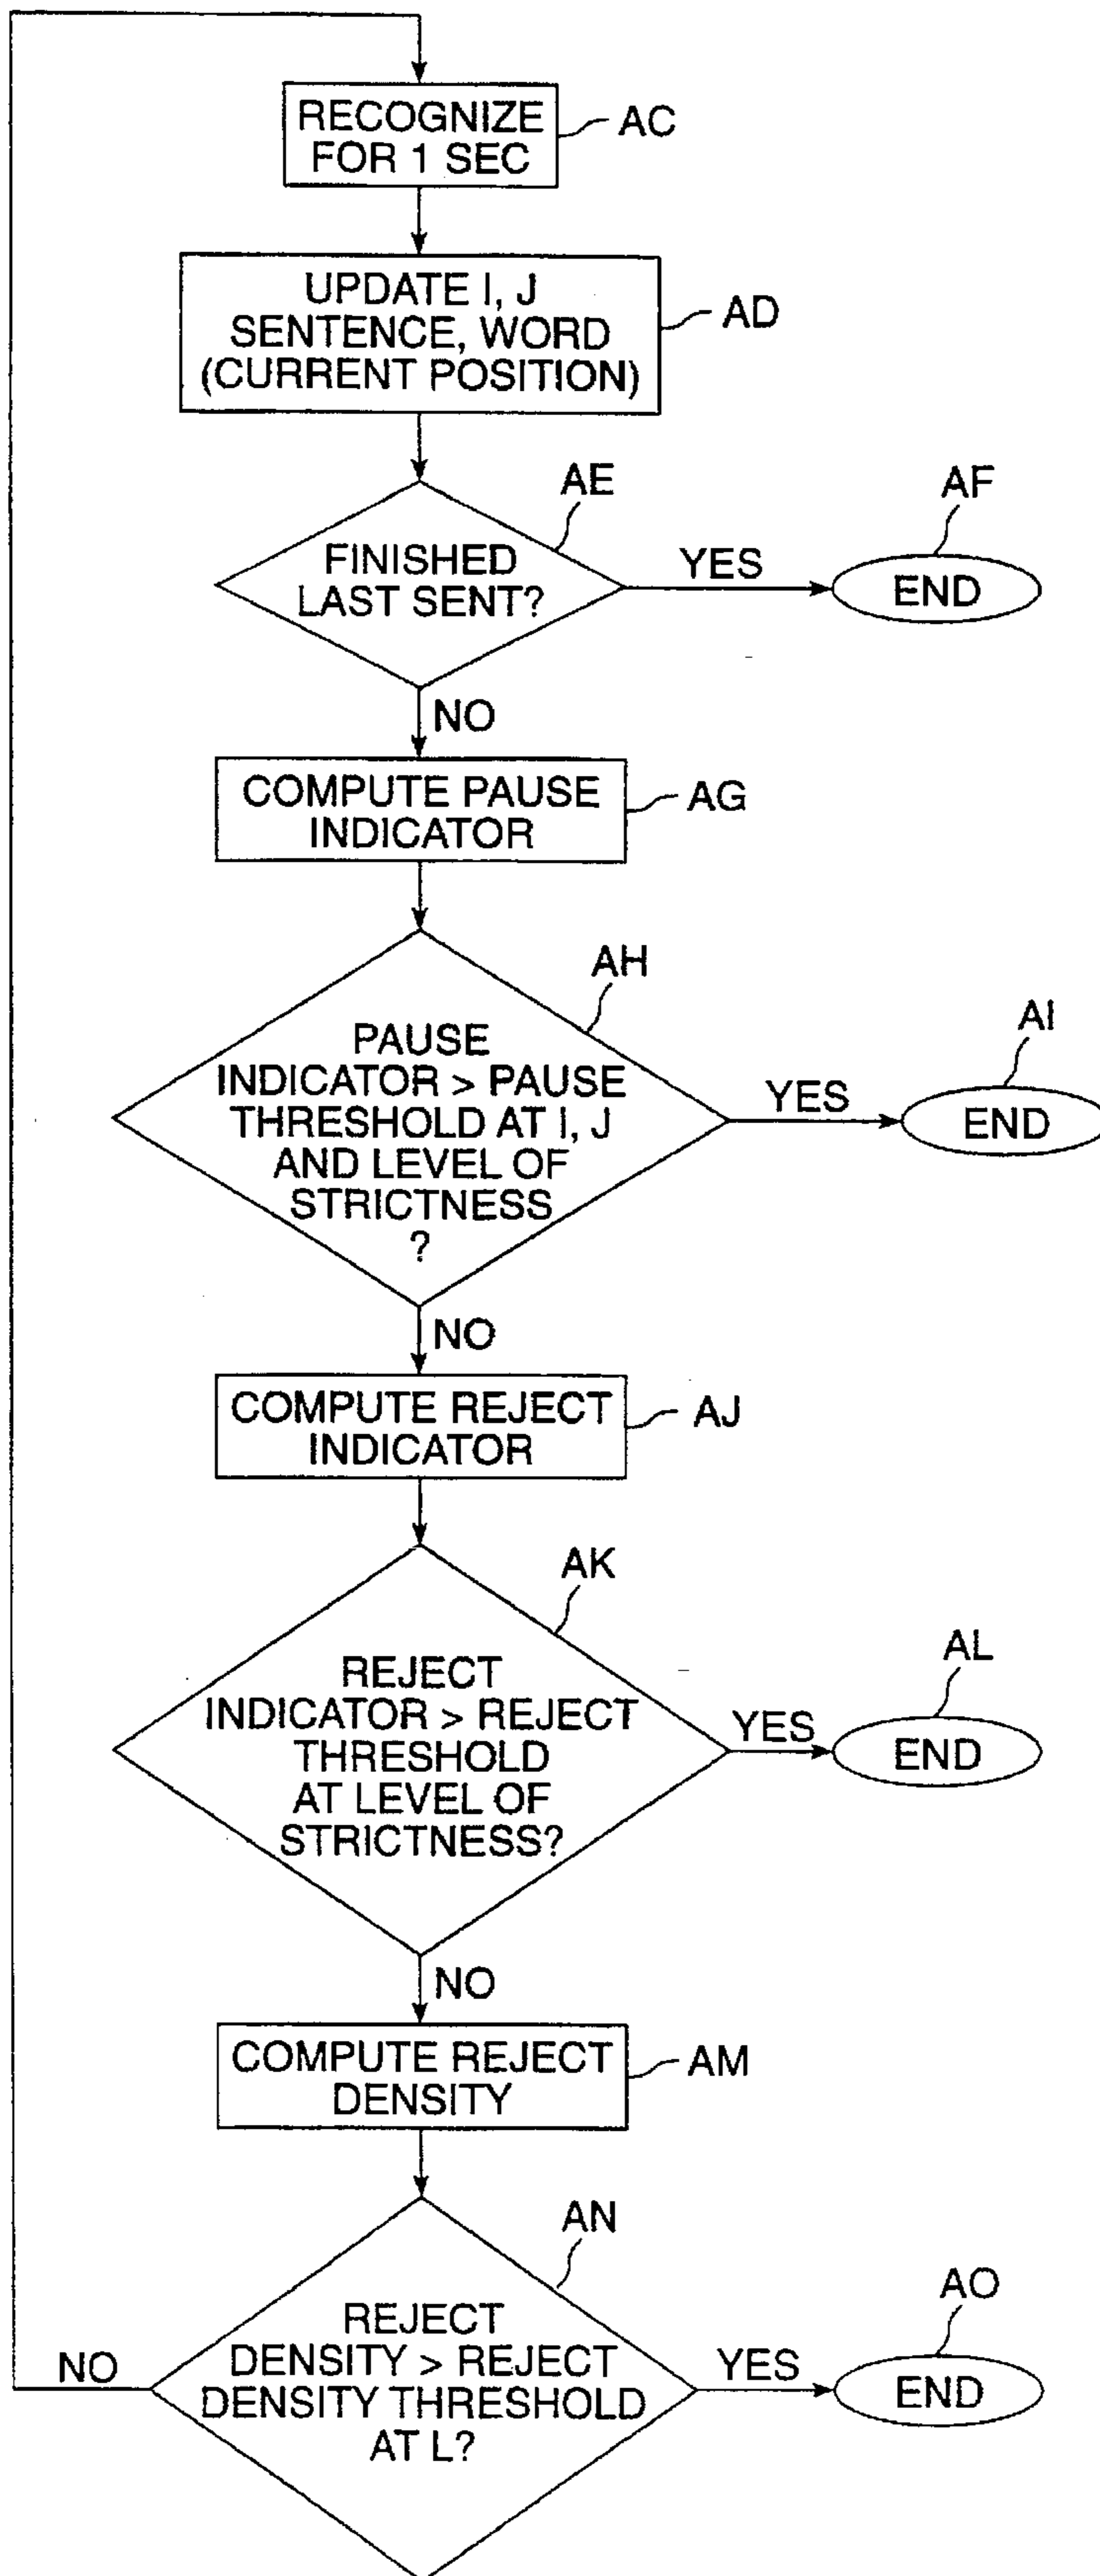 RECOGNIZE
FOR 1 SEC
AC
UPDATE I, J
SENTENCE, WORD
(CURRENT POSITION)
AD
AE
FINISHED
LAST SENT?
YES
AF
END
NO
COMPUTE PAUSE
INDICATOR
AG
AH
PAUSE
INDICATOR > PAUSE
THRESHOLD AT I, J
AND LEVEL OF
STRICTNESS
?
YES
AI
END
NO
COMPUTE REJECT
INDICATOR
AJ
AK
REJECT
INDICATOR > REJECT
THRESHOLD
AT LEVEL OF
STRICTNESS?
YES
AL
END
NO
COMPUTE REJECT
DENSITY
AM
AN
REJECT
DENSITY > REJECT
DENSITY THRESHOLD
AT L?
NO
YES
AO
END